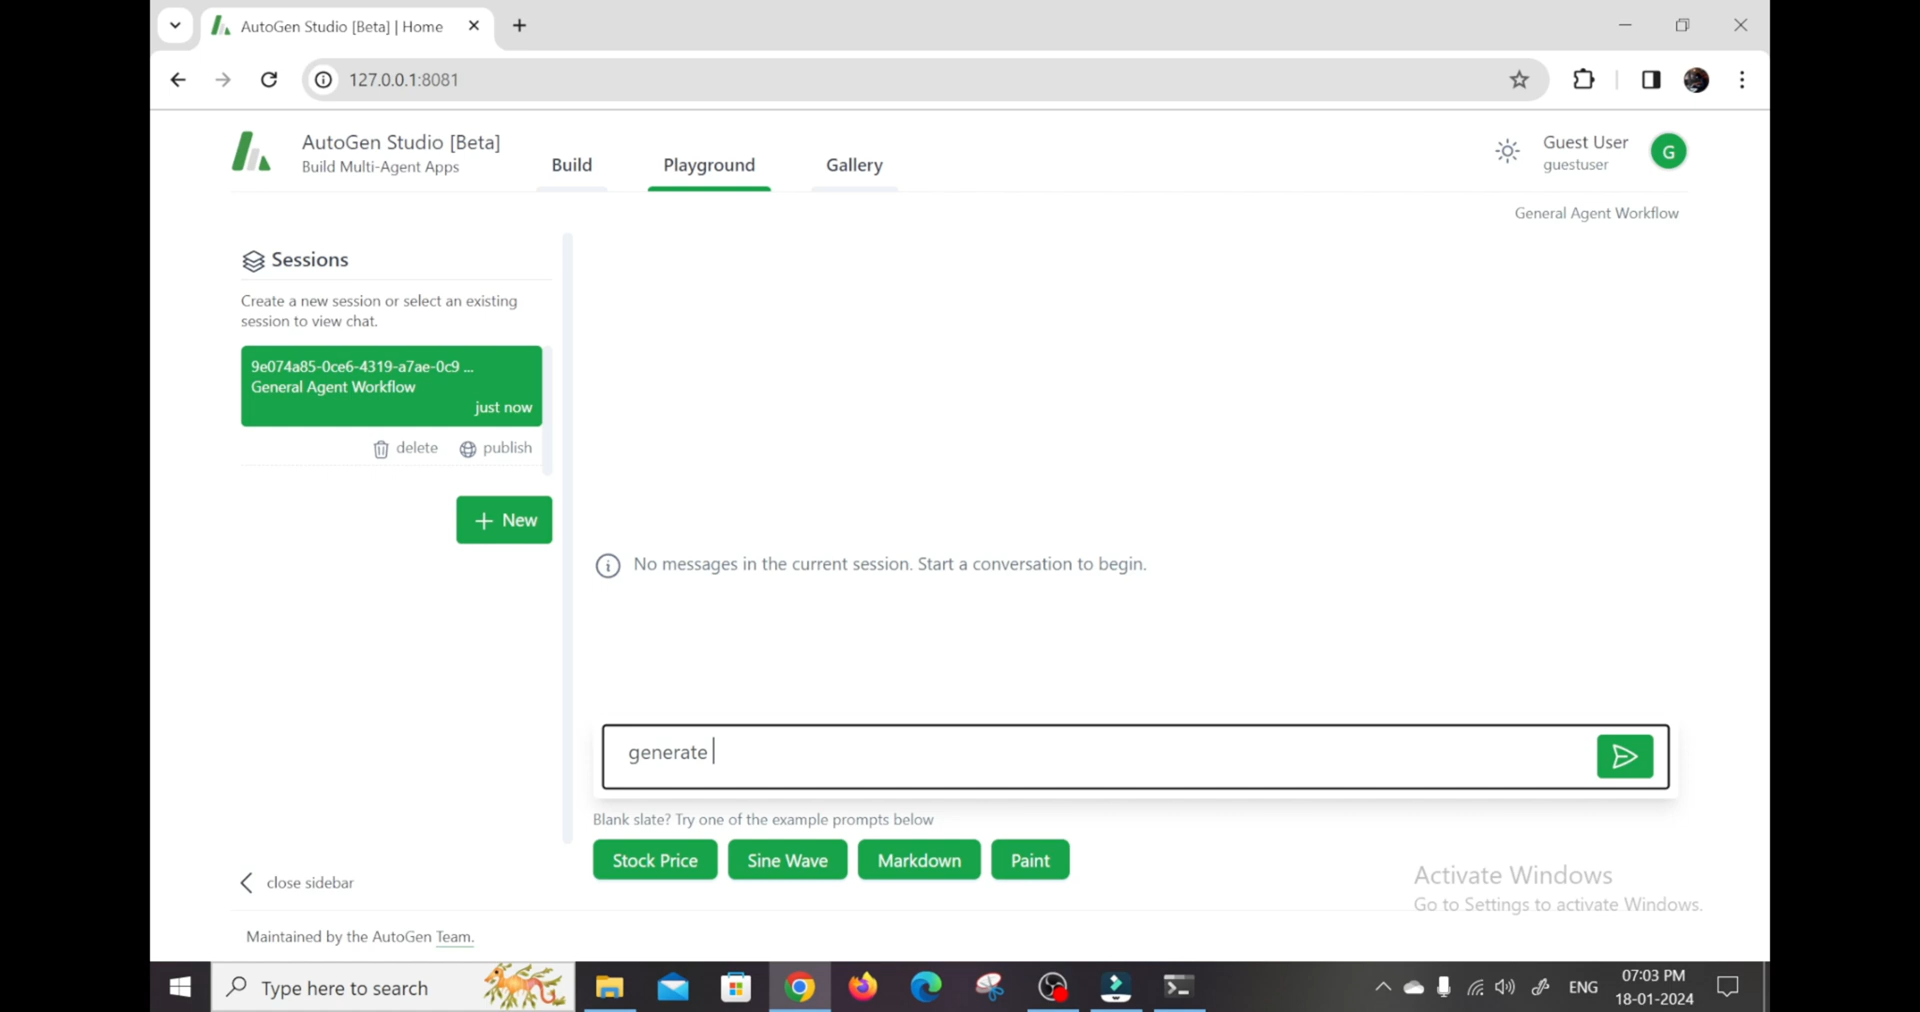 AutoGen Studio [Beta] | Home
127.0.0.1:8081
AutoGen Studio [Beta]
Build Multi-Agent Apps
Build
Playground
Gallery
Guest User
guestuser
G
General Agent Workflow
Sessions
Create a new session or select an existing
session to view chat.
9e074a85-0ce6-4319-a7ae-0c9 ...
General Agent Workflow
just now
delete
publish
+ New
No messages in the current session. Start a conversation to begin.
generate
Blank slate? Try one of the example prompts below
Stock Price
Sine Wave
Markdown
Paint
close sidebar
Activate Windows
Go to Settings to activate Windows.
Maintained by the AutoGen Team.
Type here to search
ENG
07:03 PM
18-01-2024